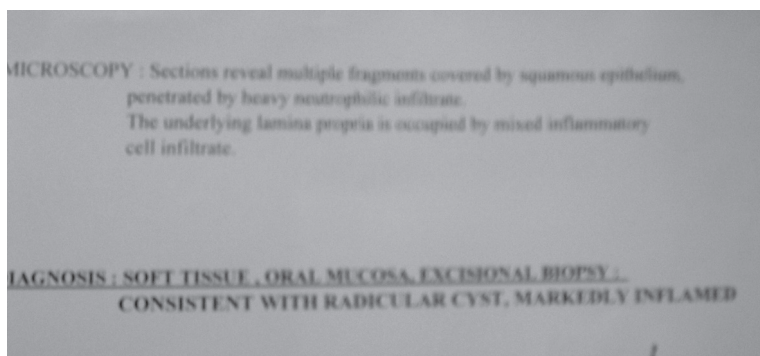 MICROSCOPY : Sections reveal multiple fragments covered by squamous epithelium,
penetrated by heavy neutrophilic infiltrate.
The underlying lamina propria is occupied by mixed inflammatory
cell infiltrate.
IAGNOSIS : SOFT TISSUE , ORAL MUCOSA, EXCISIONAL BIOPSY :
CONSISTENT WITH RADICULAR CYST, MARKEDLY INFLAMED